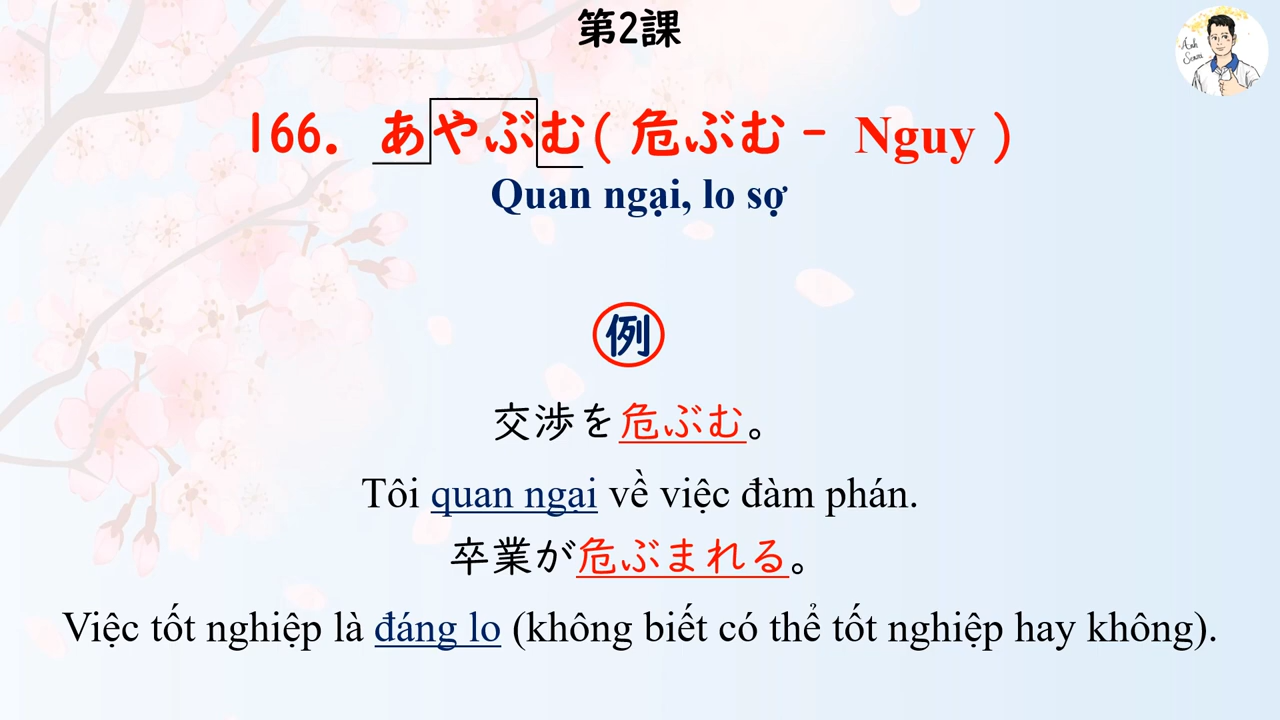 第2課
Anh Sensei
166. あやぶむ( 危ぶむ - Nguy )
Quan ngại, lo sợ
例
交渉を危ぶむ。
Tôi quan ngại về việc đàm phán.
卒業が危ぶまれる。
Việc tốt nghiệp là đáng lo (không biết có thể tốt nghiệp hay không).